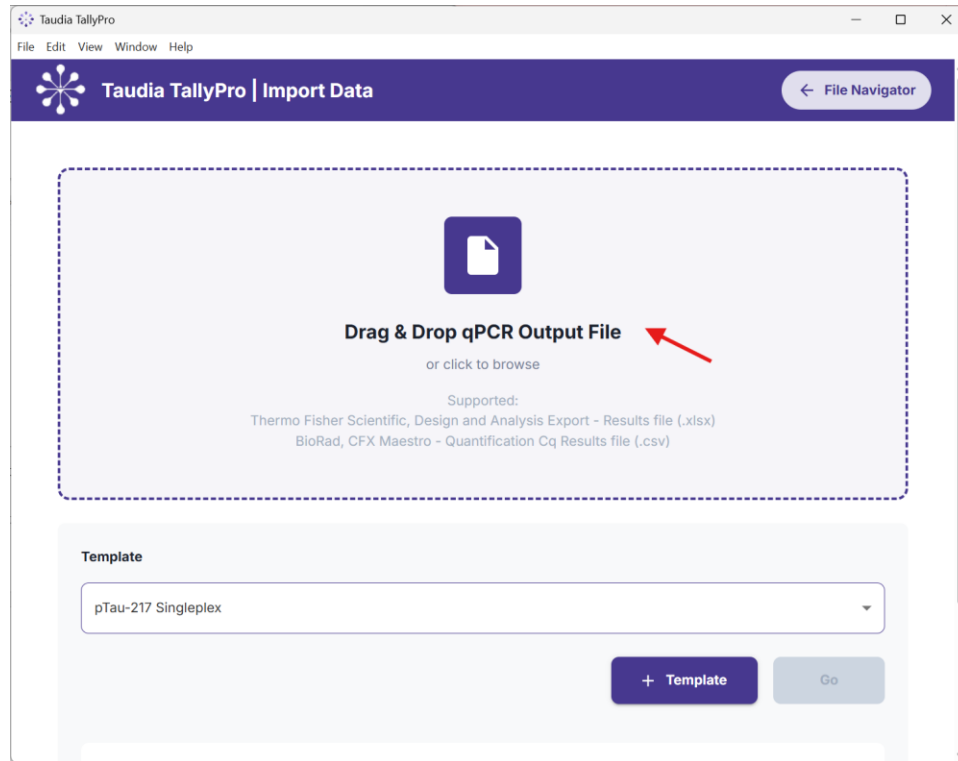 Taudia TallyPro
File Edit View Window Help
Taudia TallyPro | Import Data
← File Navigator
Drag & Drop qPCR Output File
or click to browse
Supported:
Thermo Fisher Scientific, Design and Analysis Export - Results file (.xlsx)
BioRad, CFX Maestro - Quantification Cq Results file (.csv)
Template
pTau-217 Singleplex
+ Template
Go